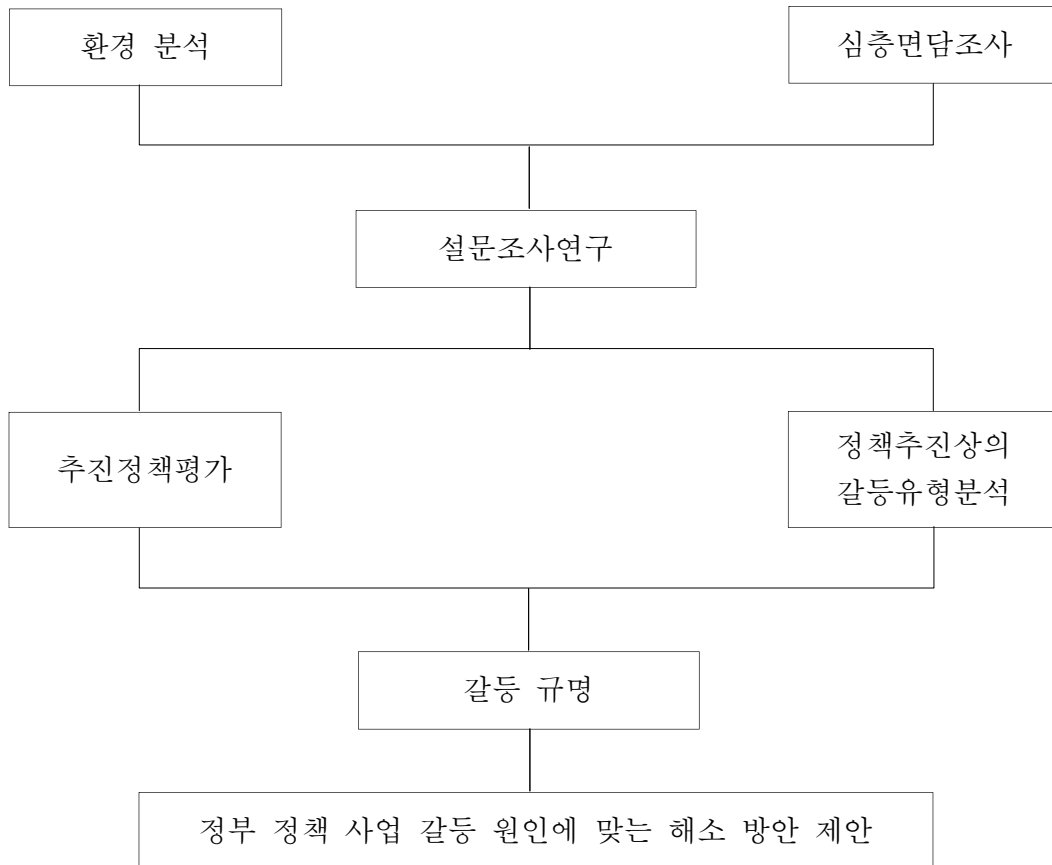 환경 분석
심층면담조사
설문조사연구
추진정책평가
정책추진상의
갈등유형분석
갈등 규명
정부 정책 사업 갈등 원인에 맞는 해소 방안 제안